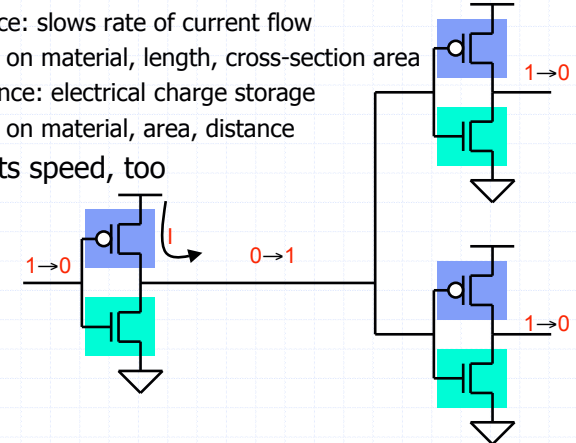 ce: slows rate of current flow
on material, length, cross-section area
nce: electrical charge storage
on material, area, distance
ts speed, too
1→0
1→0
I
0→1
1→0